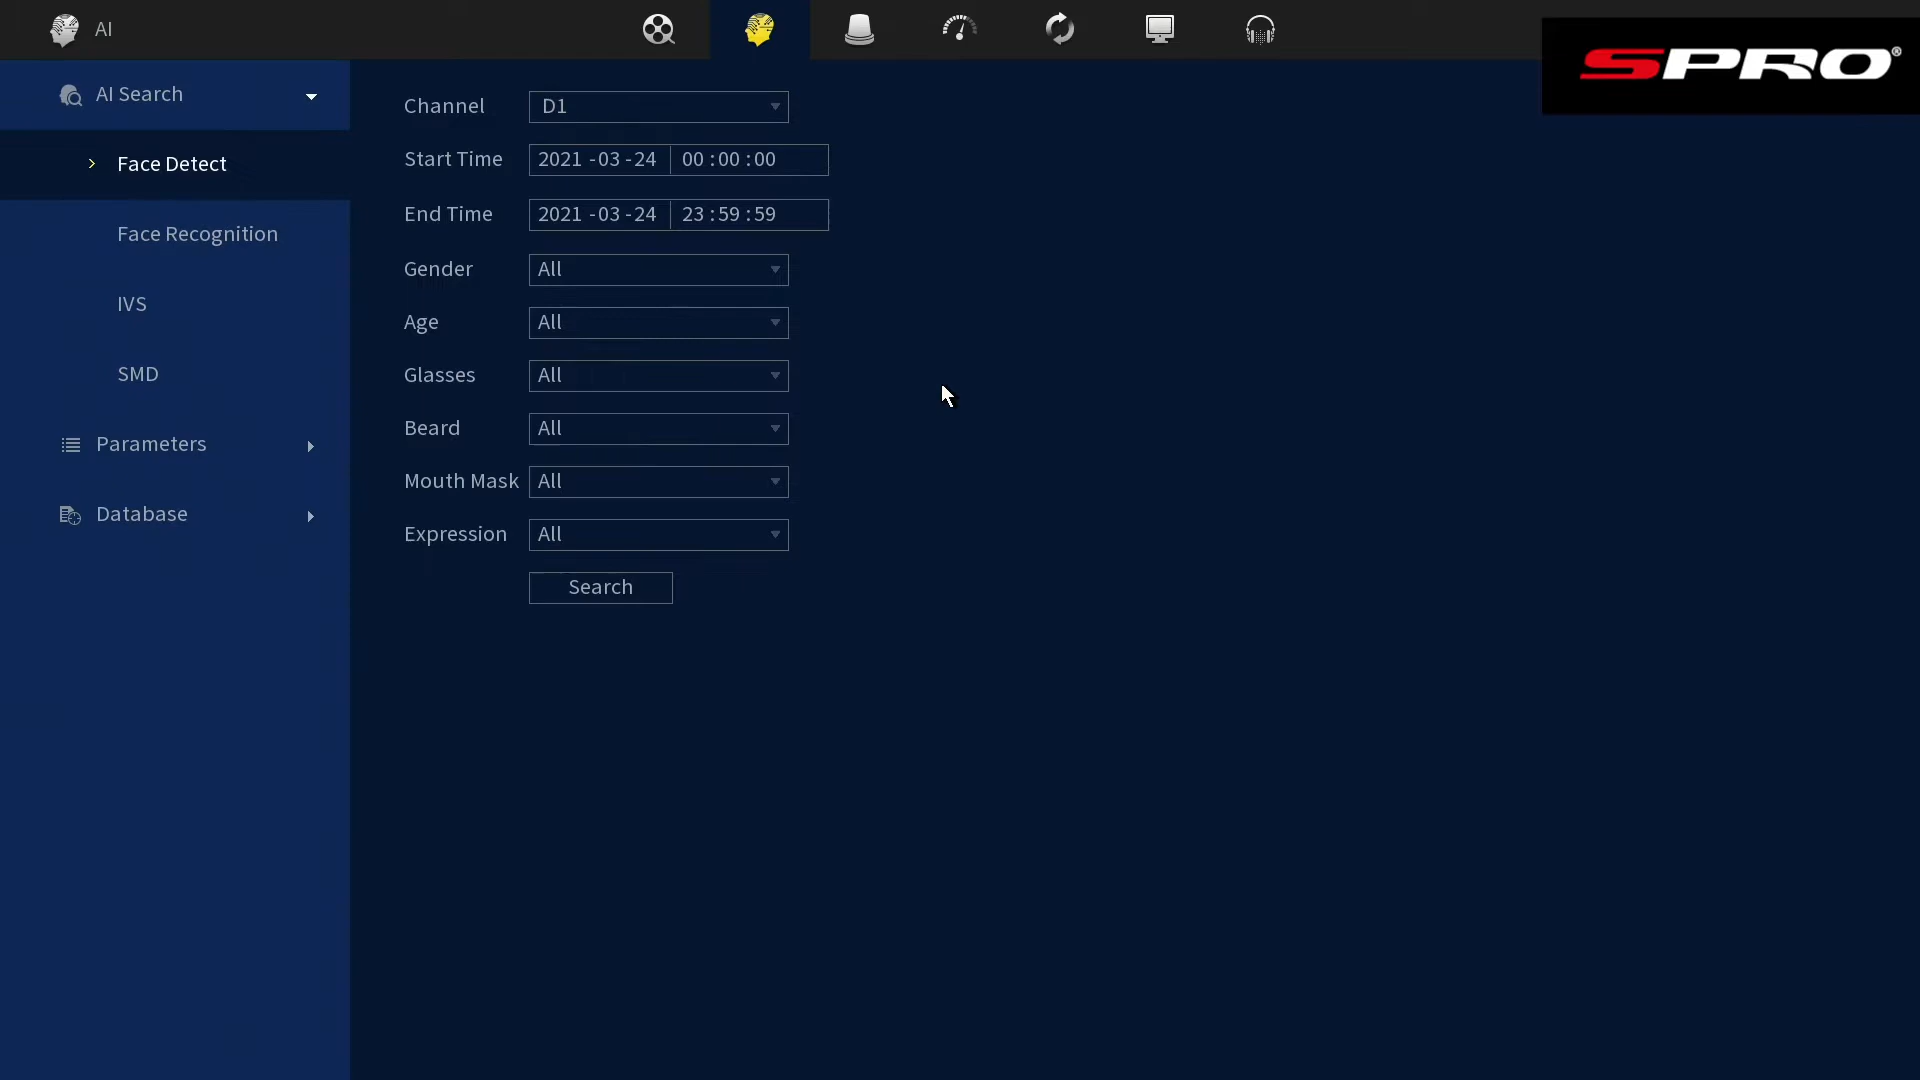 AI
SPRO®
AI Search
Face Detect
Face Recognition
IVS
SMD
Parameters
Database
Channel D1
Start Time 2021 -03 -24 00 :00 :00
End Time 2021 -03 -24 23 :59 :59
Gender All
Age All
Glasses All
Beard All
Mouth Mask All
Expression All
Search